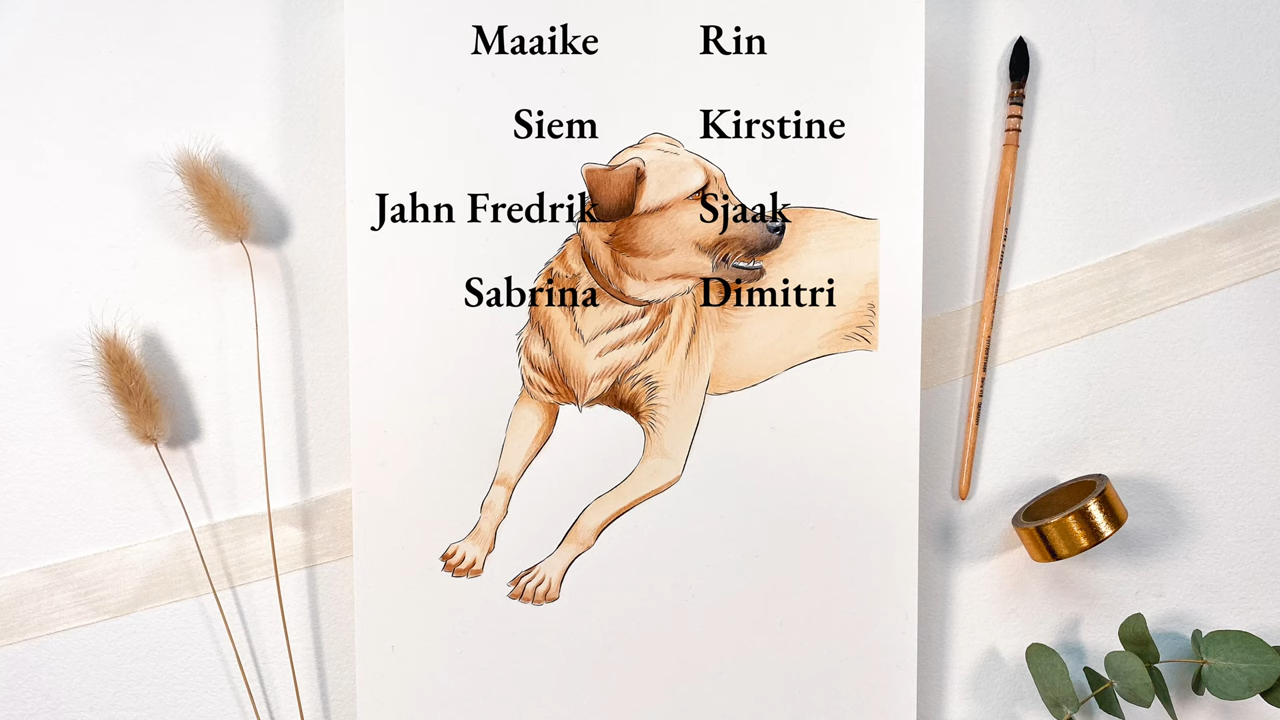 Maaike Rin
Siem Kirstine
Jahn Fredrik Sjaak
Sabrina Dimitri